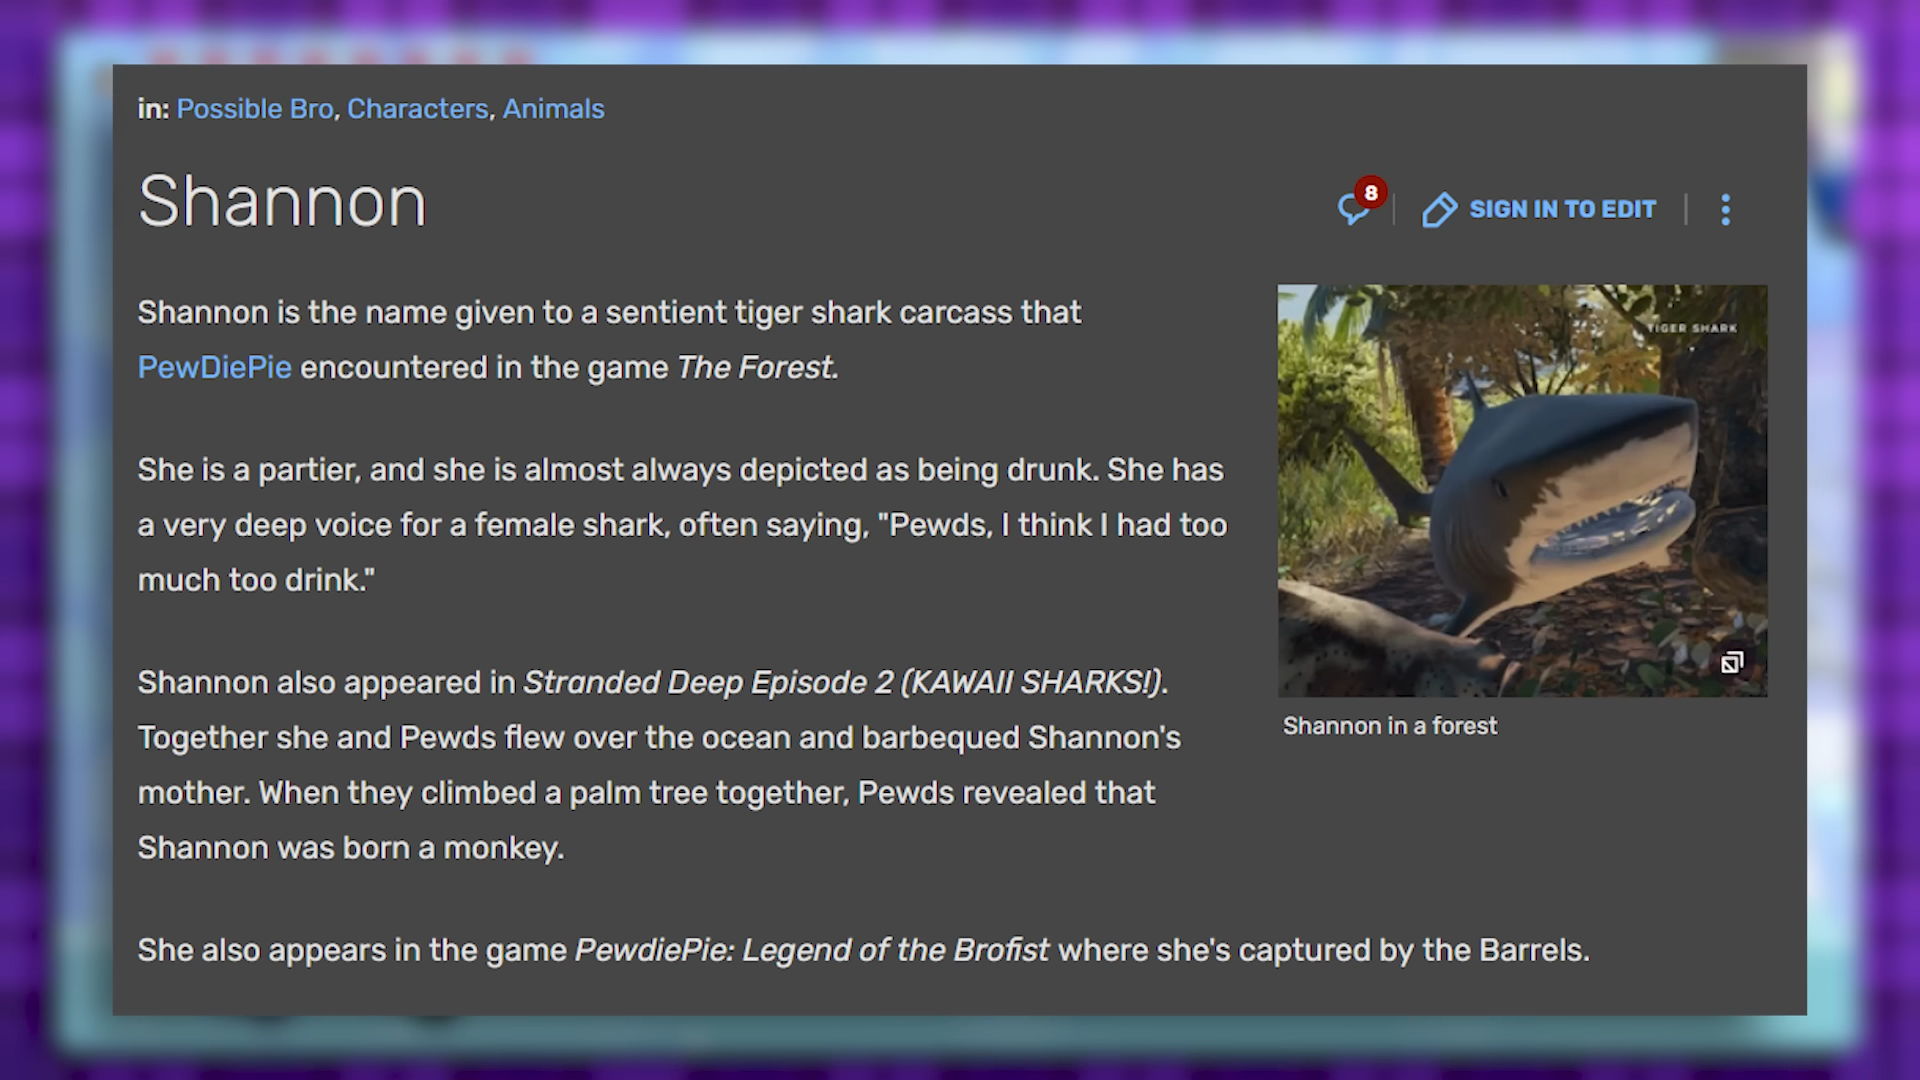 in: Possible Bro, Characters, Animals
Shannon
8
SIGN IN TO EDIT
Shannon is the name given to a sentient tiger shark carcass that
PewDiePie encountered in the game The Forest.
She is a partier, and she is almost always depicted as being drunk. She has
a very deep voice for a female shark, often saying, "Pewds, I think I had too
much too drink."
Shannon also appeared in Stranded Deep Episode 2 (KAWAII SHARKS!).
Together she and Pewds flew over the ocean and barbequed Shannon's
mother. When they climbed a palm tree together, Pewds revealed that
Shannon was born a monkey.
TIGER SHARK
Shannon in a forest
She also appears in the game PewdiePie: Legend of the Brofist where she's captured by the Barrels.